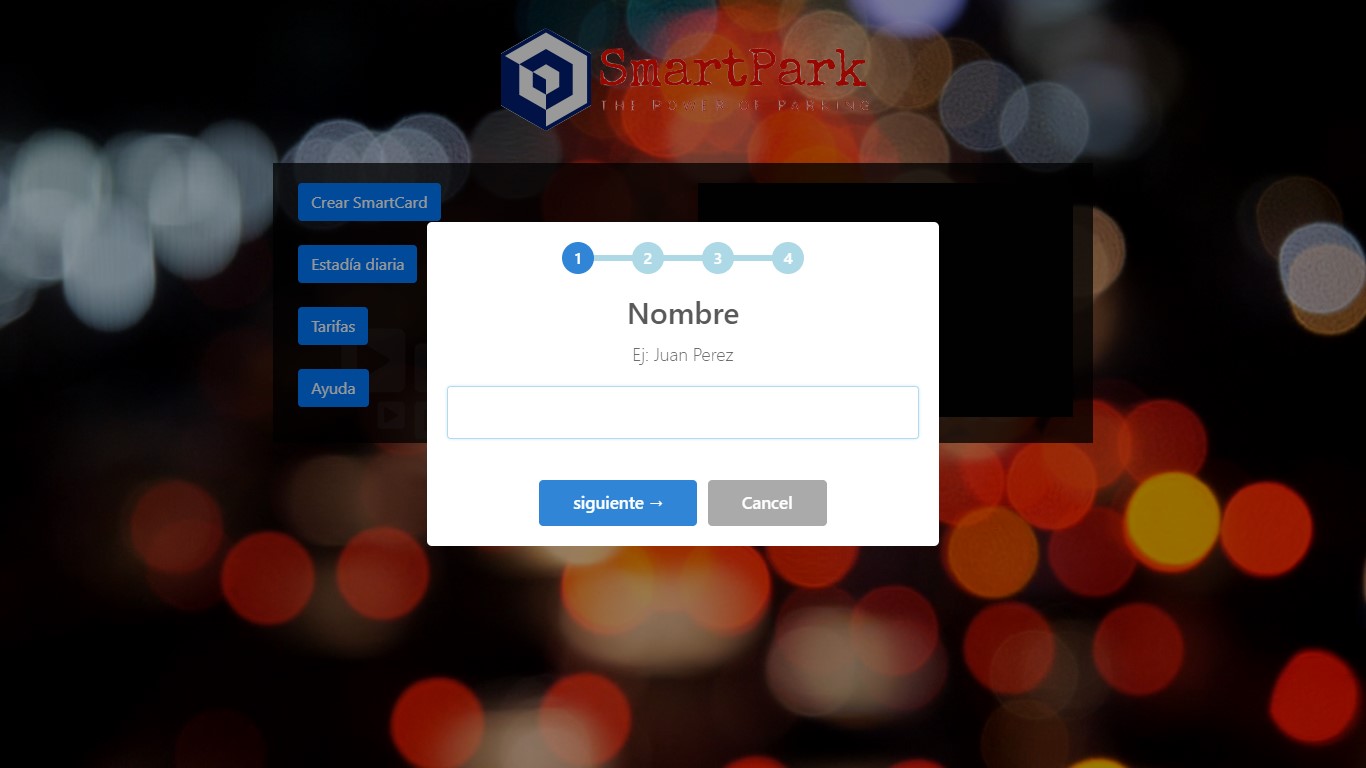 SmartPark
THE POWER OF PARKING
Crear SmartCard
Estadía diaria
Tarifas
Ayuda
1 2 3 4
Nombre
Ej: Juan Perez
siguiente →
Cancel